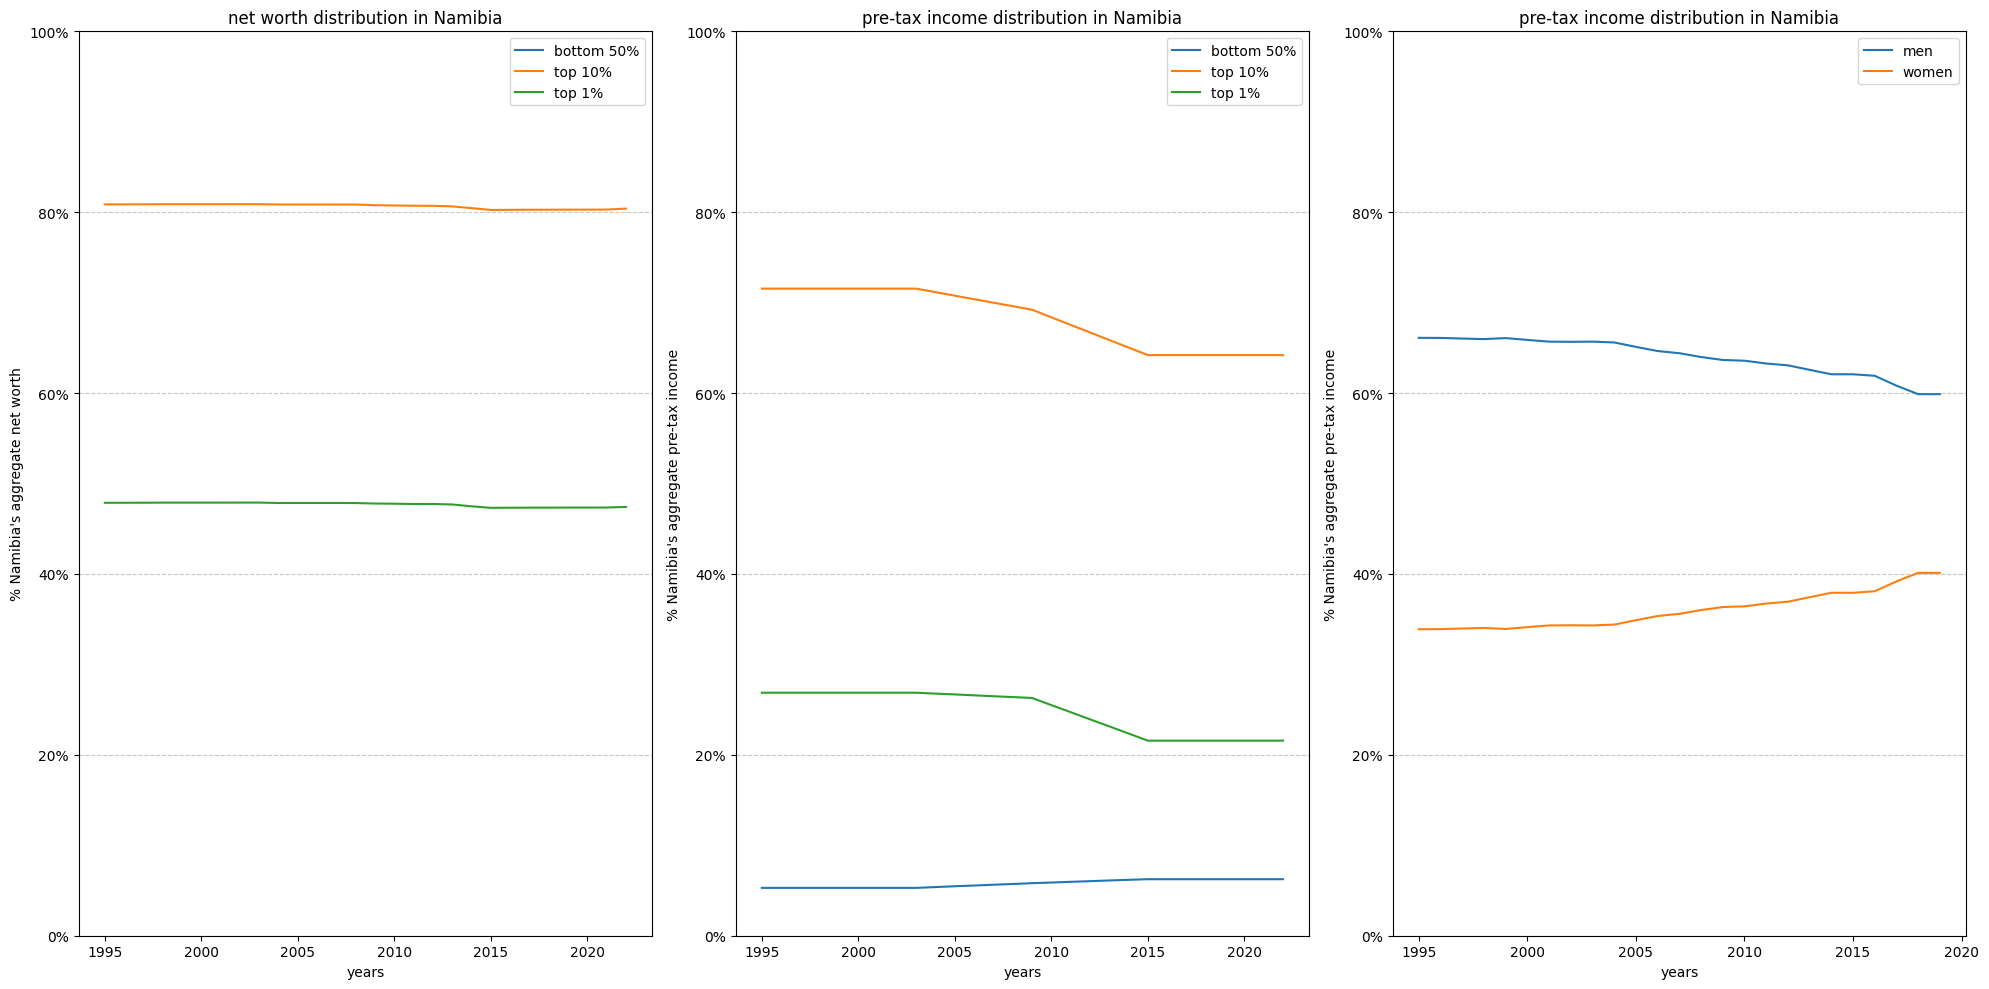 net worth distribution in Namibia
100%
80%
60%
40%
20%
0%
% Namibia's aggregate net worth
bottom 50%
top 10%
top 1%
1995 2000 2005 2010 2015 2020
years
pre-tax income distribution in Namibia
100%
80%
60%
40%
20%
0%
% Namibia's aggregate pre-tax income
bottom 50%
top 10%
top 1%
1995 2000 2005 2010 2015 2020
years
pre-tax income distribution in Namibia
100%
80%
60%
40%
20%
0%
% Namibia's aggregate pre-tax income
men
women
1995 2000 2005 2010 2015 2020
years